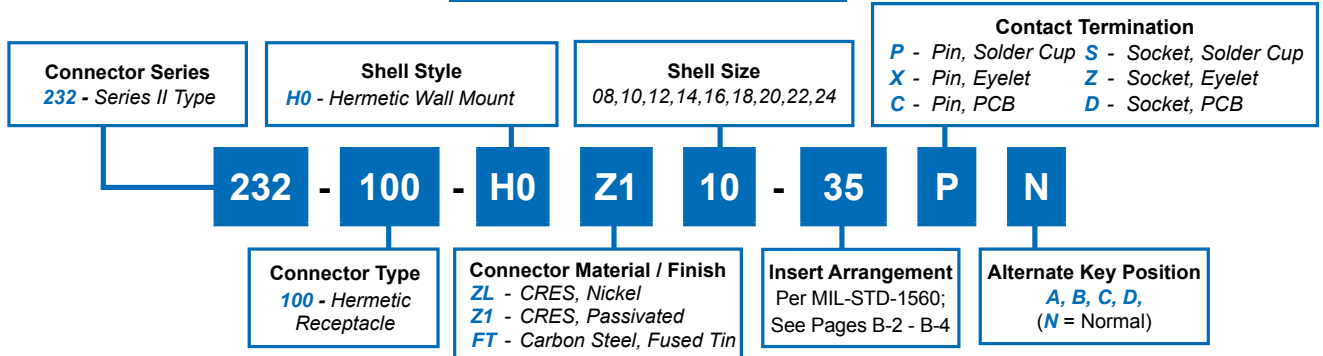 Connector Series
232 - Series II Type
Shell Style
H0 - Hermetic Wall Mount
Shell Size
08,10,12,14,16,18,20,22,24
Contact Termination
P - Pin, Solder Cup S - Socket, Solder Cup
X - Pin, Eyelet Z - Socket, Eyelet
C - Pin, PCB D - Socket, PCB
232 - 100 - H0 Z1 10 - 35 P N
Connector Type
100 - Hermetic
Receptacle
Connector Material / Finish
ZL - CRES, Nickel
Z1 - CRES, Passivated
FT - Carbon Steel, Fused Tin
Insert Arrangement
Per MIL-STD-1560;
See Pages B-2 - B-4
Alternate Key Position
A, B, C, D,
(N = Normal)